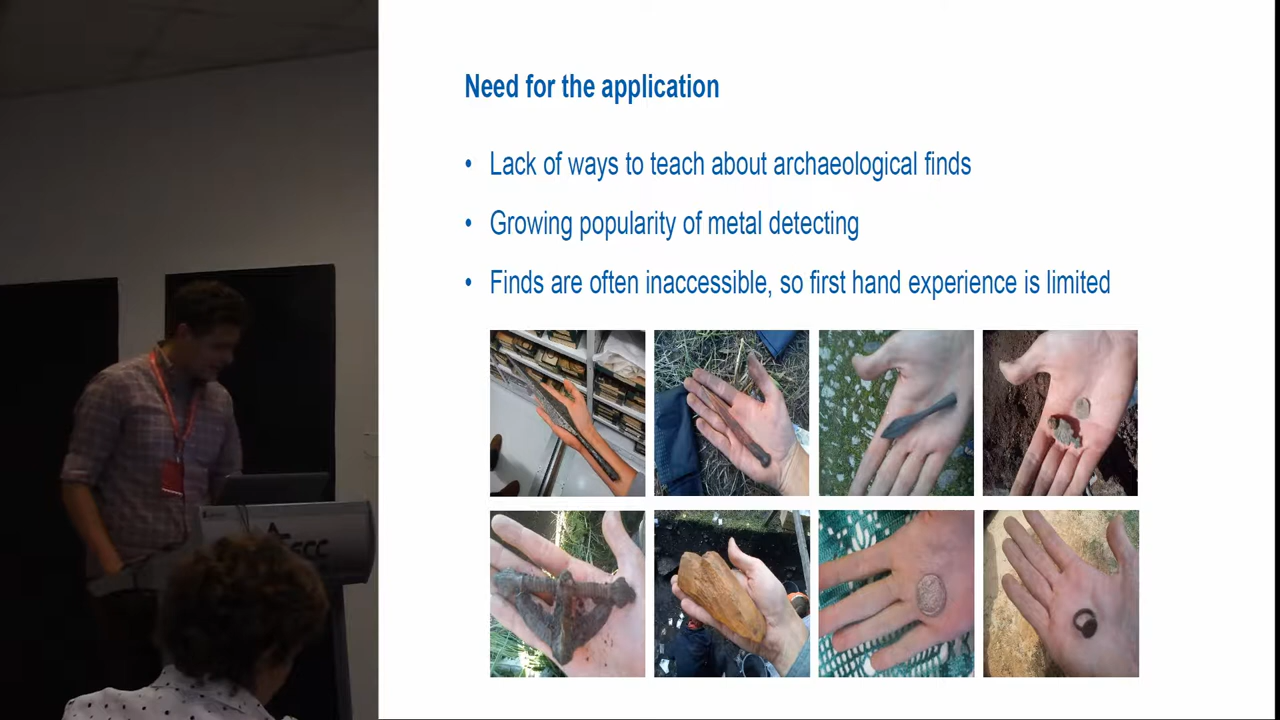 Need for the application
• Lack of ways to teach about archaeological finds
• Growing popularity of metal detecting
• Finds are often inaccessible, so first hand experience is limited